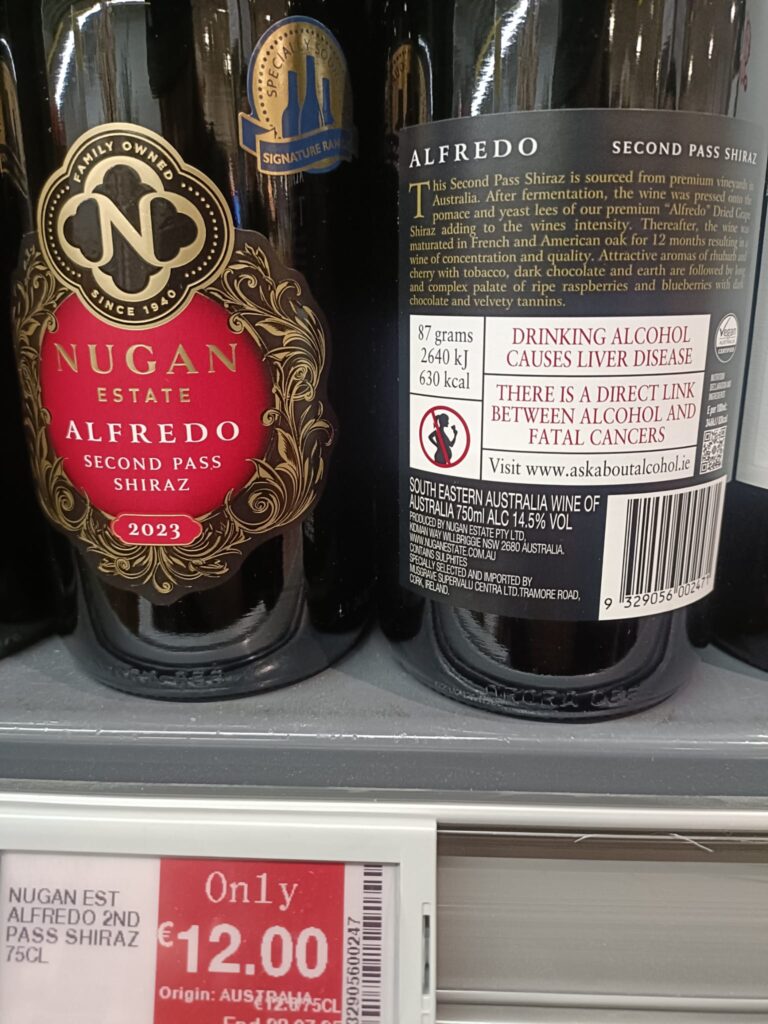 FAMILY OWNED
N
SINCE 1940
NUGAN
ESTATE
ALFREDO
SECOND PASS
SHIRAZ
2023
SPECIALLY
SIGNATURE
ALFREDO SECOND PASS SHIRAZ
This Second Pass Shiraz is sourced from premium vineyards in
Australia. After fermentation, the wine was pressed onto the
pomace and yeast lees of our premium "Alfredo" Dried Grape
Shiraz adding to the wines intensity. Thereafter, the wine was
maturated in French and American oak for 12 months resulting in a
wine of concentration and quality. Attractive aromas of rhubarb and
cherry with tobacco, dark chocolate and earth are followed by long
and complex palate of ripe raspberries and blueberries with dark
chocolate and velvety tannins.
87 grams
2640 kJ
630 kcal
DRINKING ALCOHOL
CAUSES LIVER DISEASE
THERE IS A DIRECT LINK
BETWEEN ALCOHOL AND
FATAL CANCERS
Visit www.askaboutalcohol.ie
Vegan
CERTIFIED
SOUTH EASTERN AUSTRALIA WINE OF
AUSTRALIA 750ml ALC 14.5% VOL
PRODUCED BY NUGAN ESTATE PTY LTD.
KIDMAN WAY WILLBRIGGIE NSW 2680 AUSTRALIA.
WWW.NUGANESTATE.COM.AU
CONTAINS SULPHITES
SPECIALLY SELECTED AND IMPORTED BY
MUSGRAVE SUPERVALU CENTRA LTD.TRAMORE ROAD,
CORK, IRELAND.
9 329056 002471
NUGAN EST
ALFREDO 2ND
PASS SHIRAZ
75CL
Only
€12.00
Origin: AUSTRALIA
32905600247